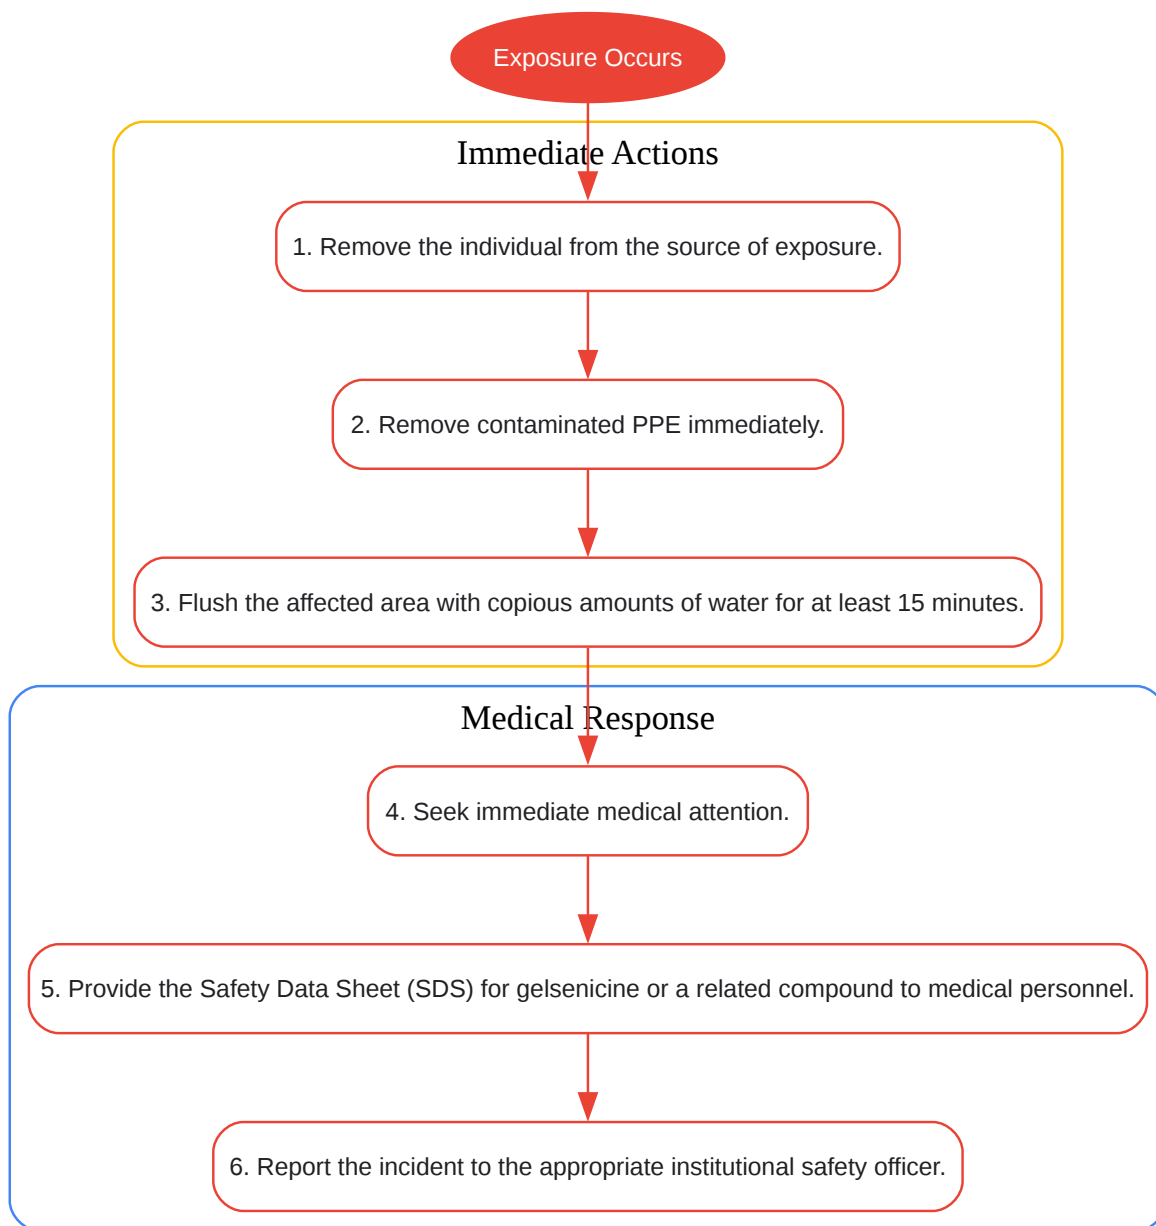 Exposure Occurs
Immediate Actions
1. Remove the individual from the source of exposure.
2. Remove contaminated PPE immediately.
3. Flush the affected area with copious amounts of water for at least 15 minutes.
Medical Response
4. Seek immediate medical attention.
5. Provide the Safety Data Sheet (SDS) for gelsenicine or a related compound to medical personnel.
6. Report the incident to the appropriate institutional safety officer.